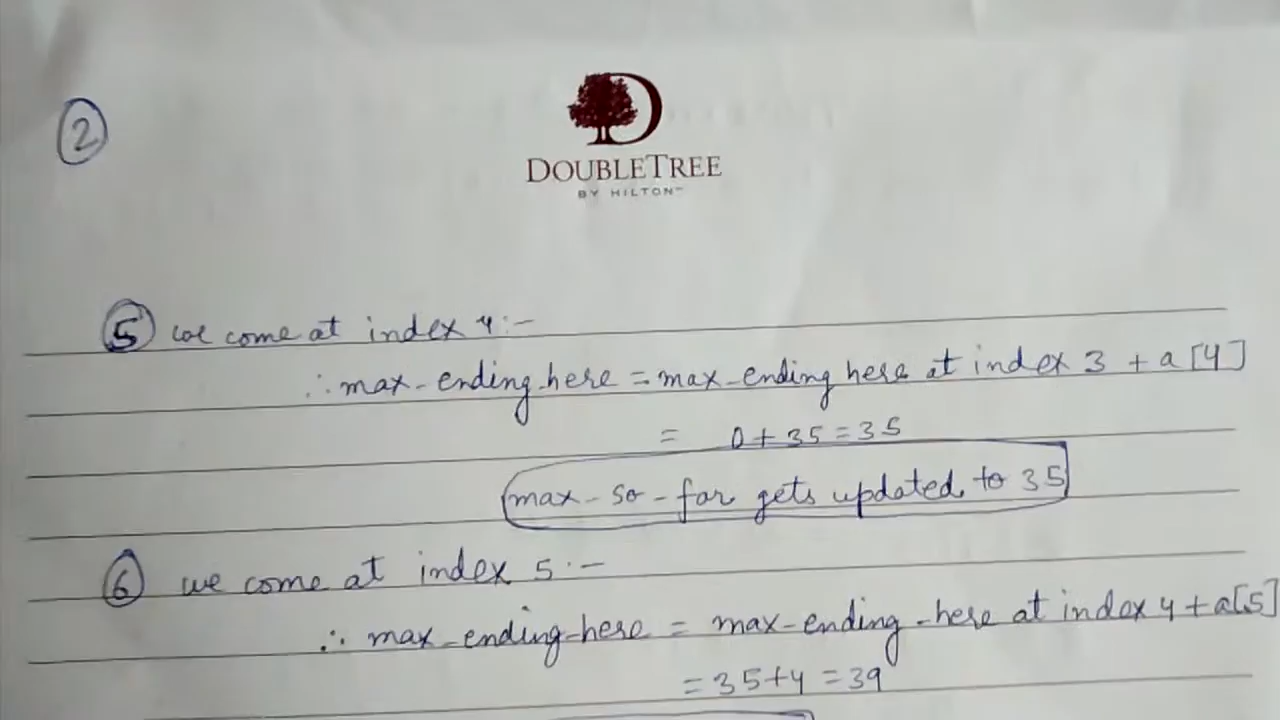 2
DOUBLETREE
BY HILTON™
5 we come at index 4:-
∴ max-ending-here = max-ending here at index 3 + a[4]
= 0+35=35
max-so-far gets updated to 35
6 we come at index 5:-
∴ max-ending-here = max-ending-here at index 4 + a[5]
= 35+4 = 39